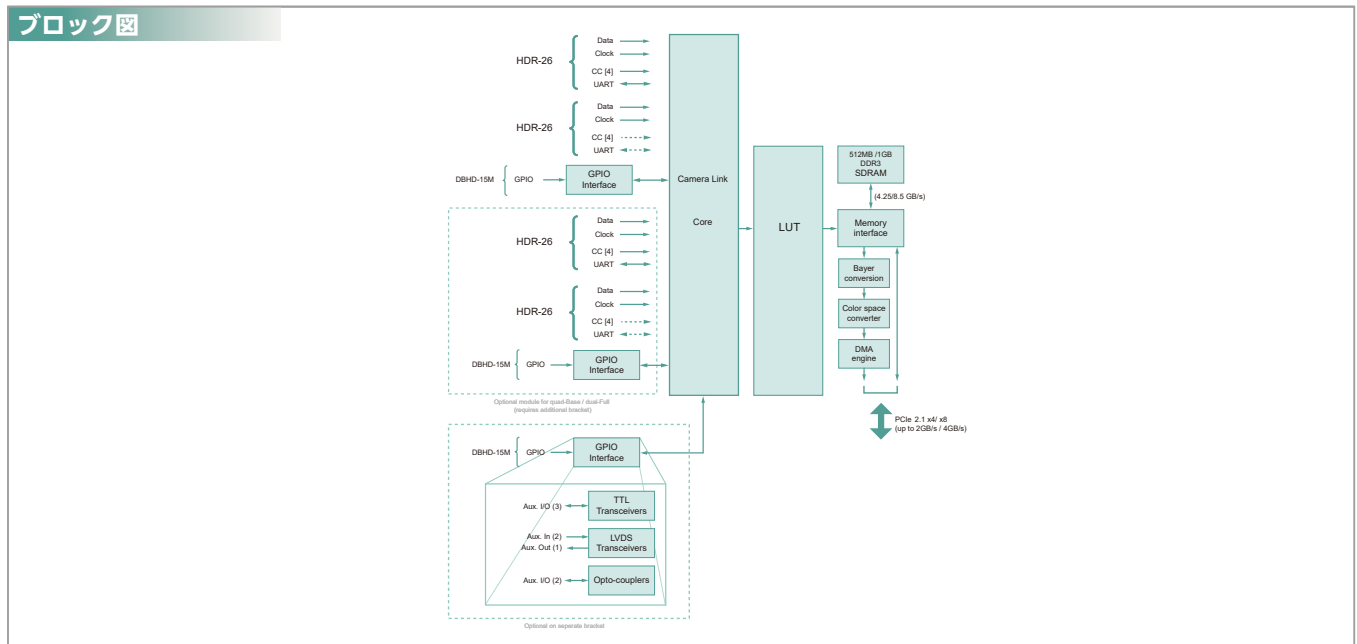 ブロック図
HDR-26
Data
Clock
CC [4]
UART
HDR-26
Data
Clock
CC [4]
UART
DBHD-15M
GPIO
GPIO
Interface
HDR-26
Data
Clock
CC [4]
UART
HDR-26
Data
Clock
CC [4]
UART
DBHD-15M
GPIO
GPIO
Interface
Optional module for quad-Base / dual-Full
(requires additional bracket)
Camera Link
Core
LUT
512MB /1GB
DDR3
SDRAM
(4.25/8.5 GB/s)
Memory
interface
Bayer
conversion
Color space
converter
DMA
engine
PCIe 2.1 x4/ x8
(up to 2GB/s / 4GB/s)
DBHD-15M
GPIO
GPIO
Interface
Aux. I/O (3)
TTL
Transceivers
Aux. In (2)
Aux. Out (1)
LVDS
Transceivers
Aux. I/O (2)
Opto-couplers
Optional on seperate bracket